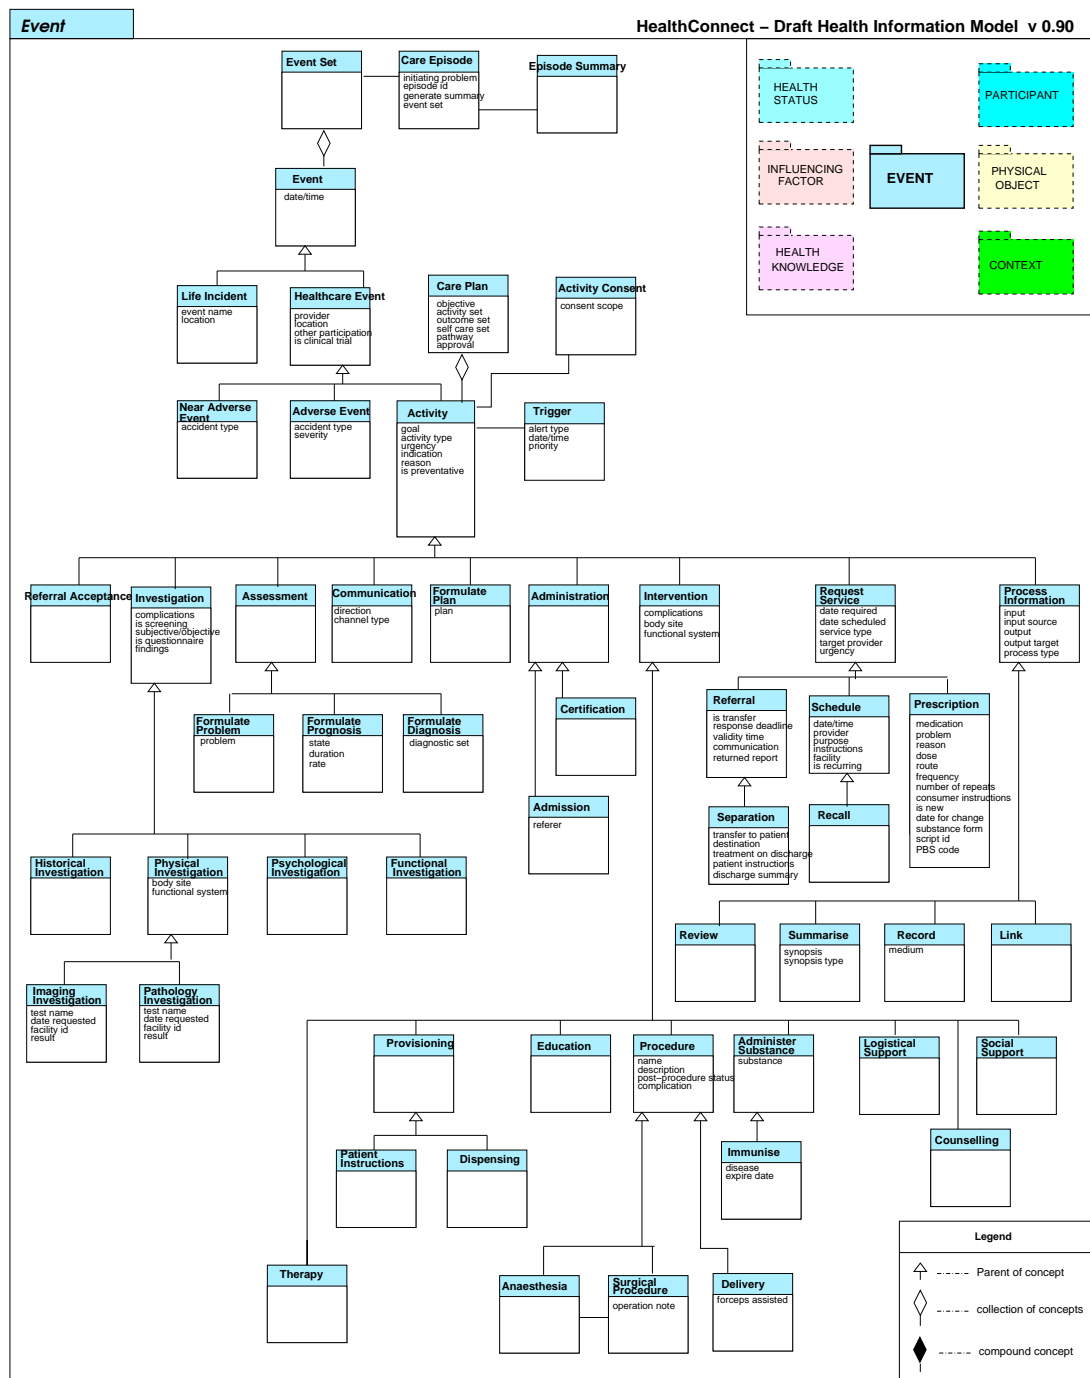 Event
HealthConnect – Draft Health Information Model  v 0.90
Event Set
Care Episode
initiating problem
episode id
generate summary
event set
Episode Summary
HEALTH
STATUS
PARTICIPANT
INFLUENCING
FACTOR
EVENT
PHYSICAL
OBJECT
HEALTH
KNOWLEDGE
CONTEXT
Event
date/time
Life Incident
event name
location
Healthcare Event
provider
location
other participation
is clinical trial
Care Plan
objective
activity set
outcome set
self care set
pathway
approval
Activity Consent
consent scope
Near Adverse
Event
accident type
Adverse Event
accident type
severity
Activity
goal
activity type
urgency
indication
reason
is preventative
Trigger
alert type
date/time
priority
Referral Acceptance
Investigation
complications
is screening
subjective/objective
is questionnaire
findings
Assessment
Communication
direction
channel type
Formulate
Plan
plan
Administration
Intervention
complications
body site
functional system
Request
Service
date required
date scheduled
service type
target provider
urgency
Process
Information
input
input source
output
output target
process type
Formulate
Problem
problem
Formulate
Prognosis
state
duration
rate
Formulate
Diagnosis
diagnostic set
Certification
Referral
is transfer
response deadline
validity time
communication
returned report
Schedule
date/time
provider
purpose
instructions
facility
is recurring
Prescription
medication
problem
reason
dose
route
frequency
number of repeats
consumer instructions
is new
date for change
substance form
script id
PBS code
Admission
referer
Separation
transfer to patient
destination
treatment on discharge
patient instructions
discharge summary
Recall
Historical
Investigation
Physical
Investigation
body site
functional system
Psychological
Investigation
Functional
Investigation
Review
Summarise
synopsis
synopsis type
Record
medium
Link
Imaging
Investigation
test name
date requested
facility id
result
Pathology
Investigation
test name
date requested
facility id
result
Provisioning
Education
Procedure
name
description
post–procedure status
complication
Administer
Substance
substance
Logistical
Support
Social
Support
Counselling
Patient
Instructions
Dispensing
Immunise
disease
expire date
Therapy
Anaesthesia
Surgical
Procedure
operation note
Delivery
forceps assisted
Legend
Parent of concept
collection of concepts
compound concept